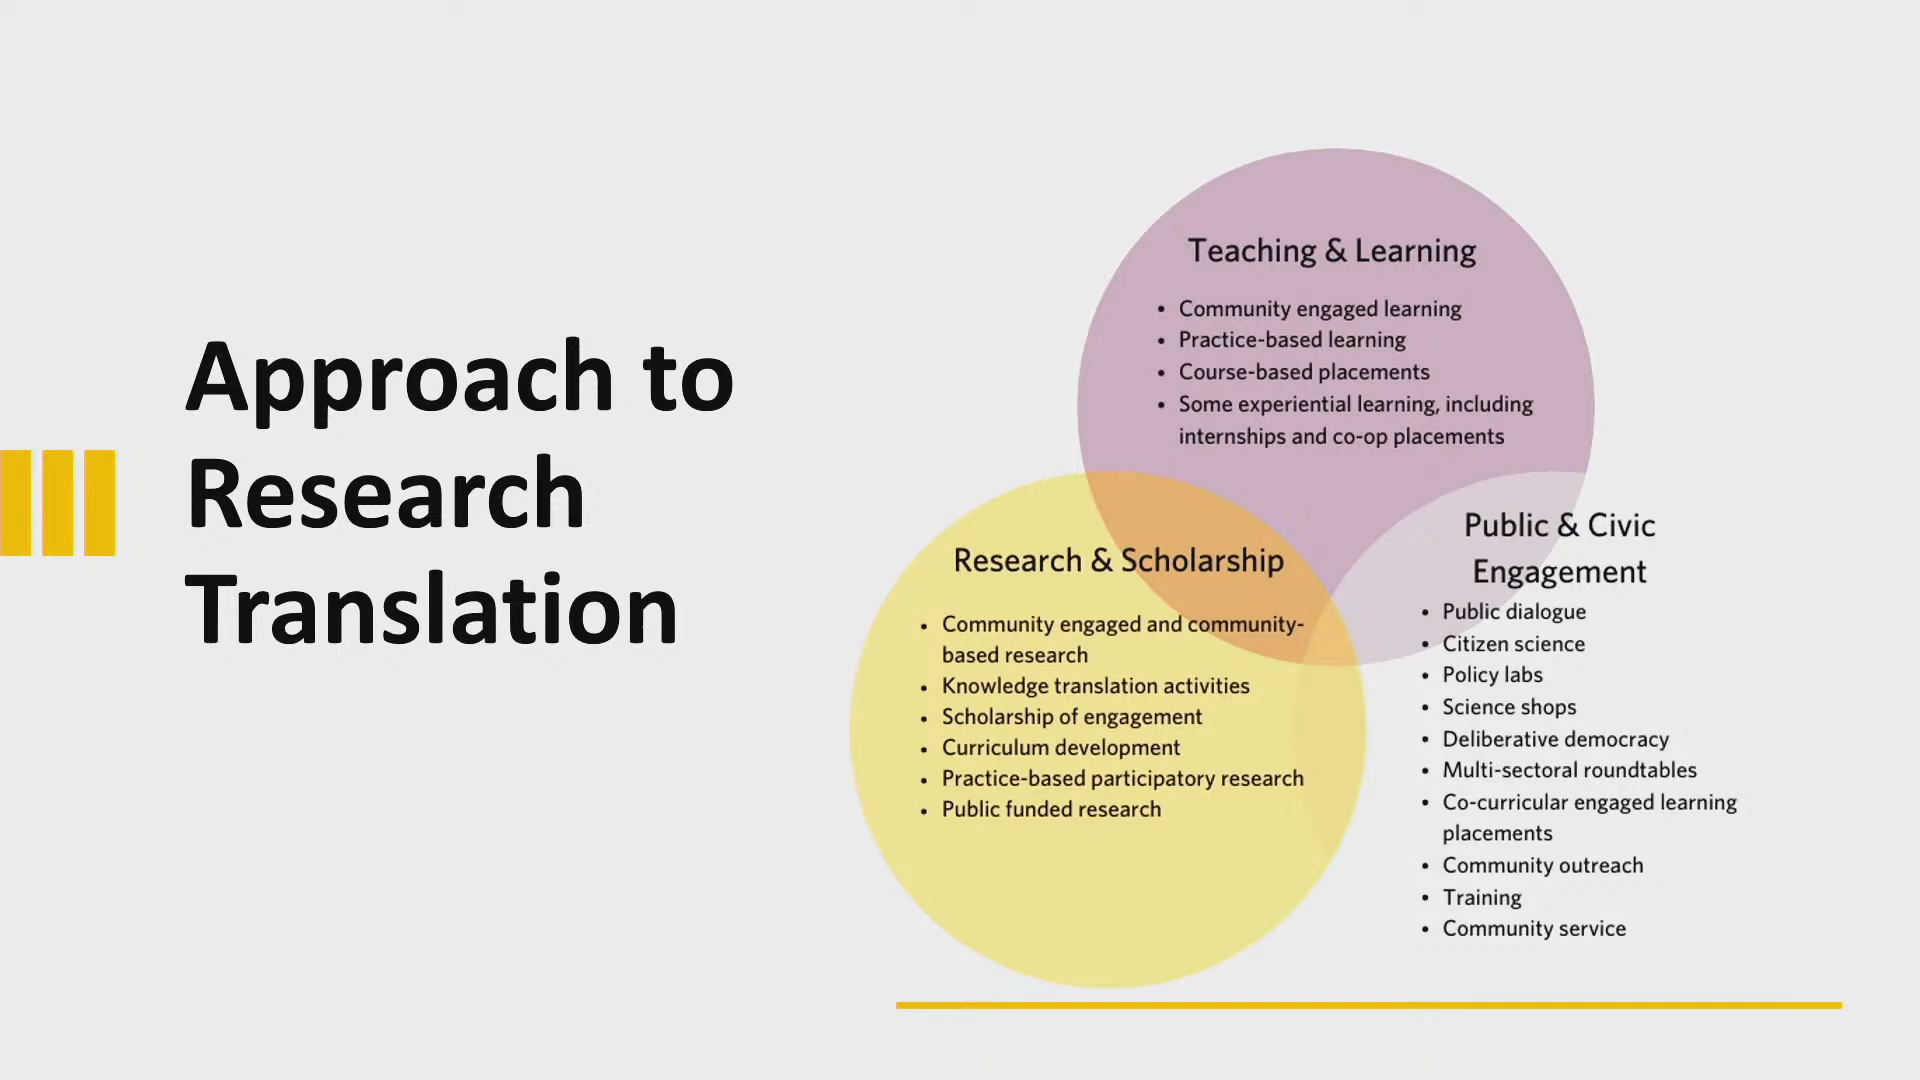 Approach to
Research
Translation
Teaching & Learning
• Community engaged learning
• Practice-based learning
• Course-based placements
• Some experiential learning, including
internships and co-op placements
Research & Scholarship
• Community engaged and community-
based research
• Knowledge translation activities
• Scholarship of engagement
• Curriculum development
• Practice-based participatory research
• Public funded research
Public & Civic
Engagement
• Public dialogue
• Citizen science
• Policy labs
• Science shops
• Deliberative democracy
• Multi-sectoral roundtables
• Co-curricular engaged learning
placements
• Community outreach
• Training
• Community service